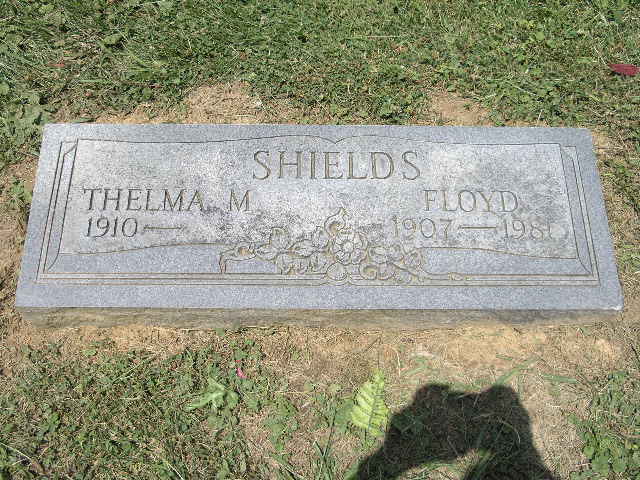 SHIELDS
THELMA M. FLOYD
1910 — 1907 — 1981